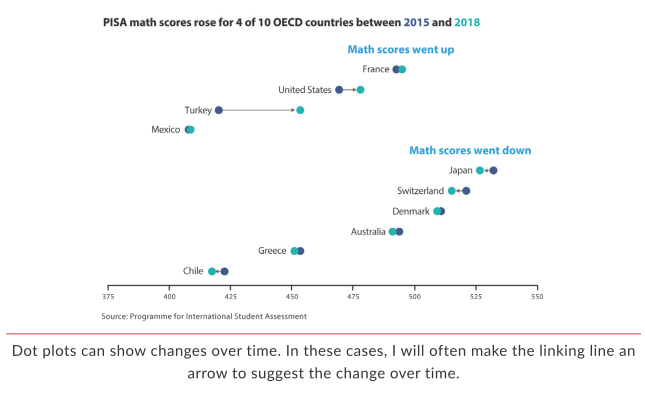 PISA math scores rose for 4 of 10 OECD countries between 2015 and 2018
Math scores went up
France
United States
Turkey
Mexico
Math scores went down
Japan
Switzerland
Denmark
Australia
Greece
Chile
375 400 425 450 475 500 525 550
Source: Programme for International Student Assessment
Dot plots can show changes over time. In these cases, I will often make the linking line an
arrow to suggest the change over time.